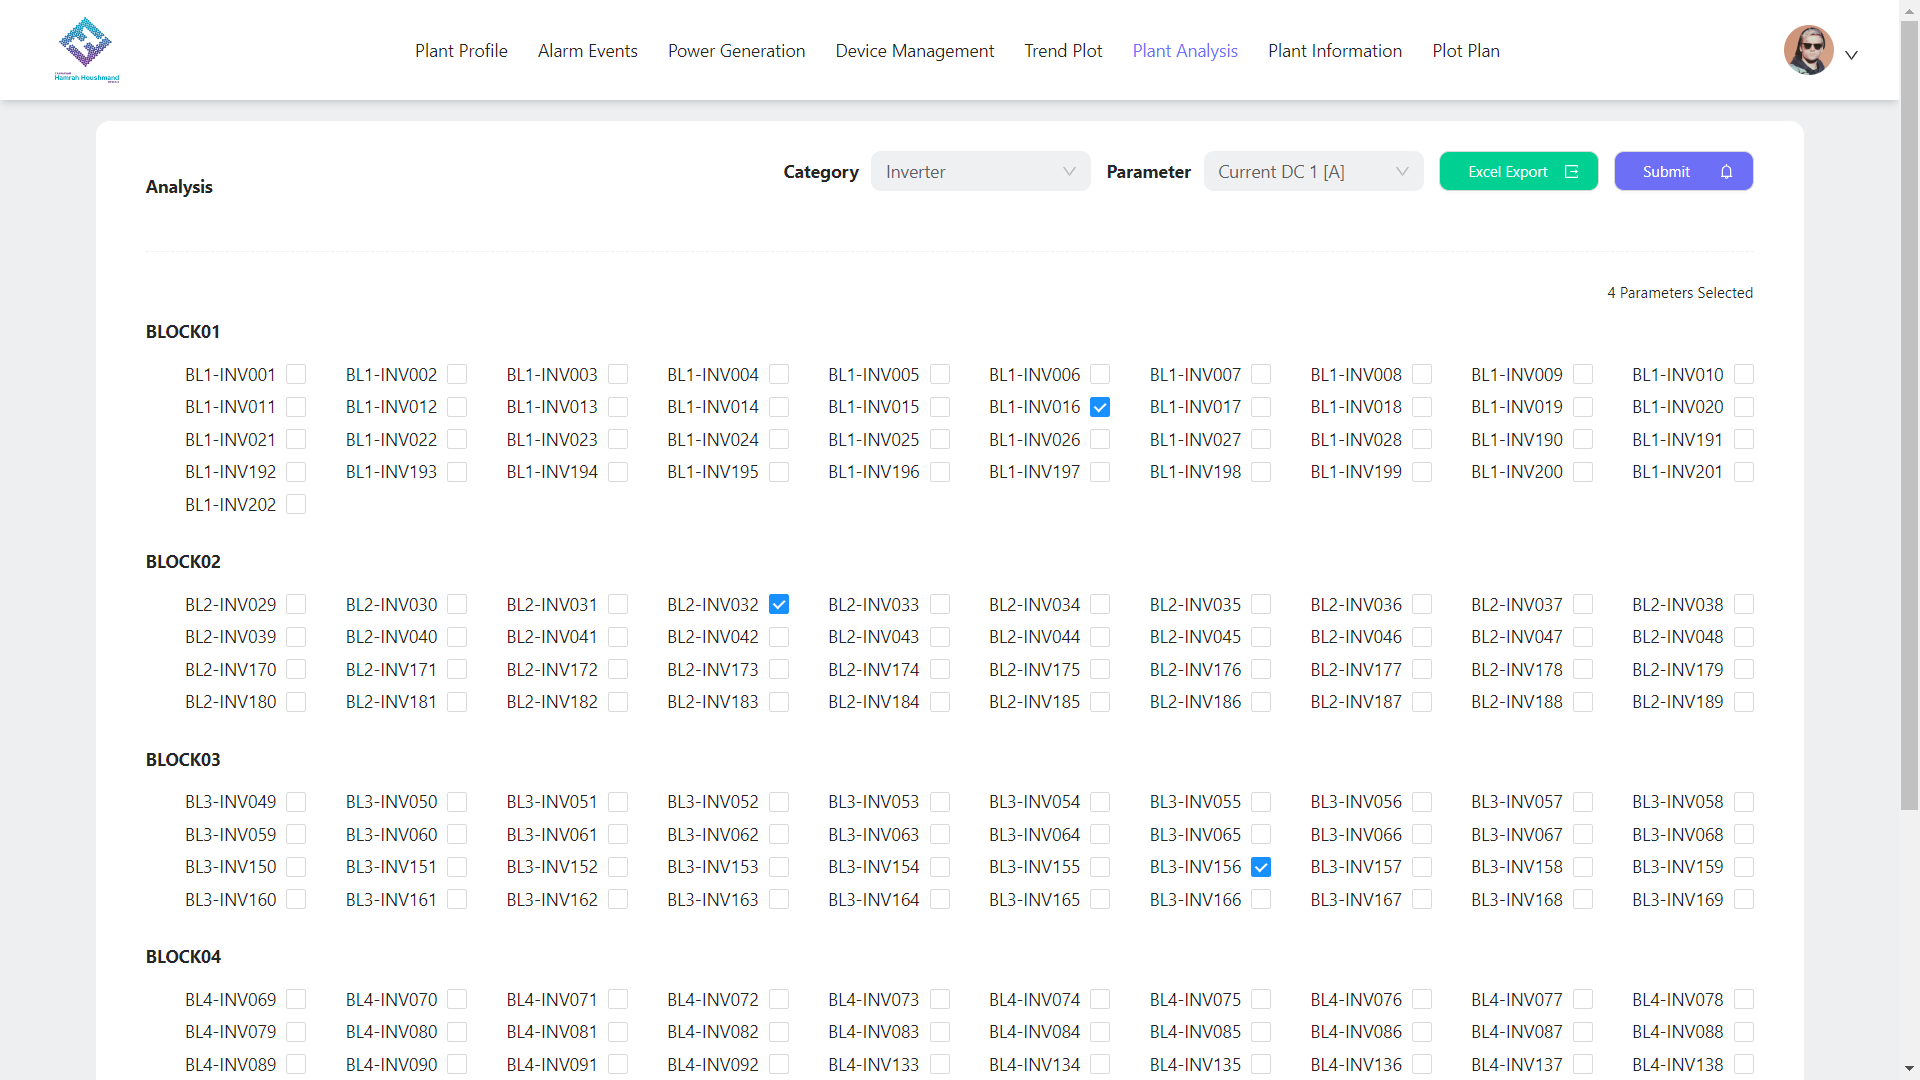 Hamrah Houshmand
Plant Profile Alarm Events Power Generation Device Management Trend Plot Plant Analysis Plant Information Plot Plan
Analysis Category Inverter Parameter Current DC 1 [A] Excel Export Submit
4 Parameters Selected
BLOCK01
BL1-INV001 BL1-INV002 BL1-INV003 BL1-INV004 BL1-INV005 BL1-INV006 BL1-INV007 BL1-INV008 BL1-INV009 BL1-INV010
BL1-INV011 BL1-INV012 BL1-INV013 BL1-INV014 BL1-INV015 BL1-INV016 BL1-INV017 BL1-INV018 BL1-INV019 BL1-INV020
BL1-INV021 BL1-INV022 BL1-INV023 BL1-INV024 BL1-INV025 BL1-INV026 BL1-INV027 BL1-INV028 BL1-INV190 BL1-INV191
BL1-INV192 BL1-INV193 BL1-INV194 BL1-INV195 BL1-INV196 BL1-INV197 BL1-INV198 BL1-INV199 BL1-INV200 BL1-INV201
BL1-INV202
BLOCK02
BL2-INV029 BL2-INV030 BL2-INV031 BL2-INV032 BL2-INV033 BL2-INV034 BL2-INV035 BL2-INV036 BL2-INV037 BL2-INV038
BL2-INV039 BL2-INV040 BL2-INV041 BL2-INV042 BL2-INV043 BL2-INV044 BL2-INV045 BL2-INV046 BL2-INV047 BL2-INV048
BL2-INV170 BL2-INV171 BL2-INV172 BL2-INV173 BL2-INV174 BL2-INV175 BL2-INV176 BL2-INV177 BL2-INV178 BL2-INV179
BL2-INV180 BL2-INV181 BL2-INV182 BL2-INV183 BL2-INV184 BL2-INV185 BL2-INV186 BL2-INV187 BL2-INV188 BL2-INV189
BLOCK03
BL3-INV049 BL3-INV050 BL3-INV051 BL3-INV052 BL3-INV053 BL3-INV054 BL3-INV055 BL3-INV056 BL3-INV057 BL3-INV058
BL3-INV059 BL3-INV060 BL3-INV061 BL3-INV062 BL3-INV063 BL3-INV064 BL3-INV065 BL3-INV066 BL3-INV067 BL3-INV068
BL3-INV150 BL3-INV151 BL3-INV152 BL3-INV153 BL3-INV154 BL3-INV155 BL3-INV156 BL3-INV157 BL3-INV158 BL3-INV159
BL3-INV160 BL3-INV161 BL3-INV162 BL3-INV163 BL3-INV164 BL3-INV165 BL3-INV166 BL3-INV167 BL3-INV168 BL3-INV169
BLOCK04
BL4-INV069 BL4-INV070 BL4-INV071 BL4-INV072 BL4-INV073 BL4-INV074 BL4-INV075 BL4-INV076 BL4-INV077 BL4-INV078
BL4-INV079 BL4-INV080 BL4-INV081 BL4-INV082 BL4-INV083 BL4-INV084 BL4-INV085 BL4-INV086 BL4-INV087 BL4-INV088
BL4-INV089 BL4-INV090 BL4-INV091 BL4-INV092 BL4-INV133 BL4-INV134 BL4-INV135 BL4-INV136 BL4-INV137 BL4-INV138